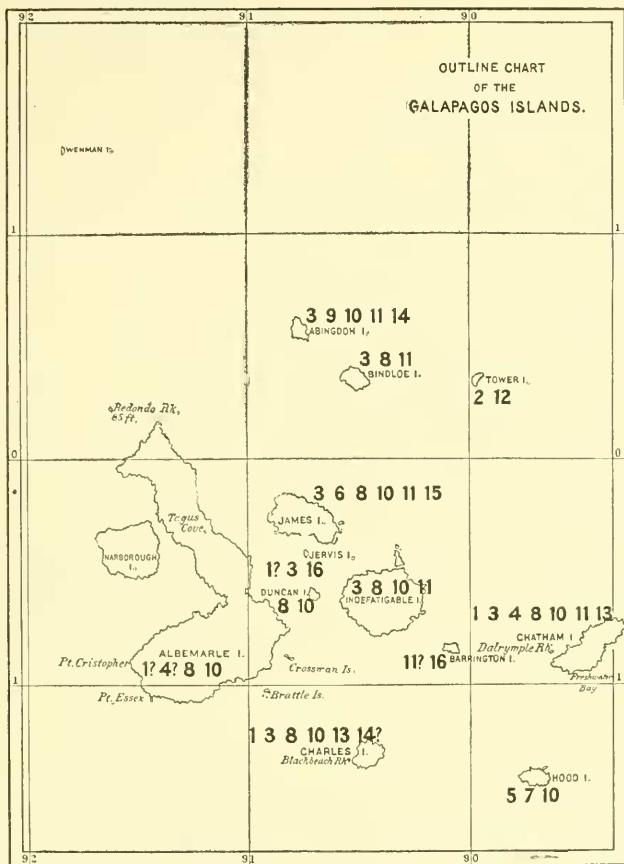 92 91 90
OUTLINE CHART
OF THE
GALAPAGOS ISLANDS.
WENMAN Is.
1 1
3 9 10 11 14
ABINGDON I.
3 8 11
BINDLOE I.
TOWER I.
2 12
Redondo Rk.
85 ft.
0 0
3 6 8 10 11 15
JAMES I.
Tagus
Cove.
NARBOROUGH
I.
JERVIS I.
1? 3 16
DUNCAN I.
8 10
3 8 10 11
INDEFATIGABLE I.
1 3 4 8 10 11 13
CHATHAM I
Dalrymple Rk.
Freshwater
Bay
11? 16
BARRINGTON I.
ALBEMARLE I.
1? 4? 8 10
Pt. Cristopher
Pt. Essex
Crossman Is.
Brattle Is.
1
1 3 8 10 13 14?
CHARLES I.
Blackbeach Rk.
HOOD I.
5 7 10
92 91 90